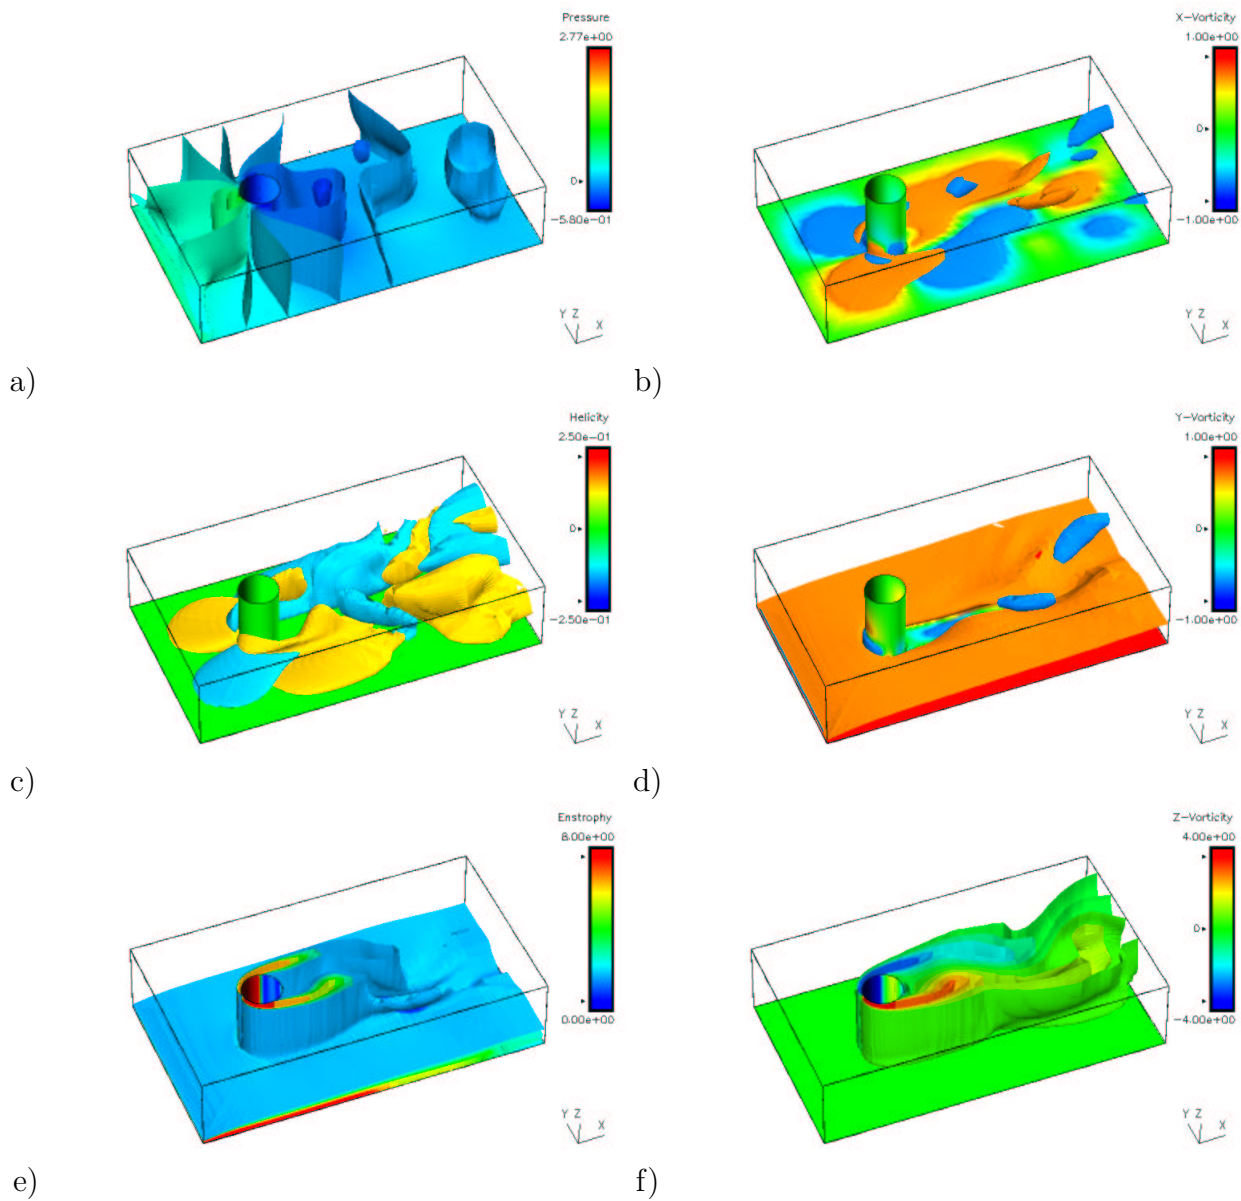 Pressure
2.77e+00
0
-5.80e-01
Y Z X
a)
X-Vorticity
1.00e+00
0
-1.00e+00
Y Z X
b)
Helicity
2.50e-01
0
-2.50e-01
Y Z X
c)
Y-Vorticity
1.00e+00
0
-1.00e+00
Y Z X
d)
Enstrophy
8.00e+00
0.00e+00
Y Z X
e)
Z-Vorticity
4.00e+00
0
-4.00e+00
Y Z X
f)